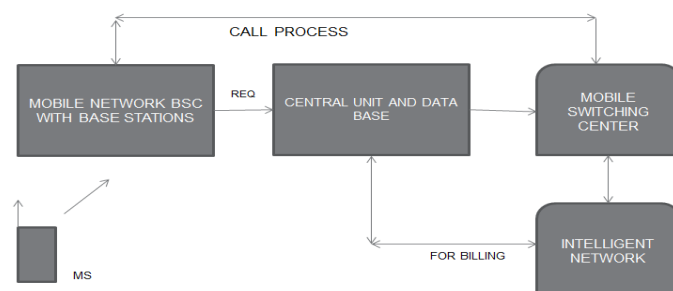 CALL PROCESS
MOBILE NETWORK BSC
WITH BASE STATIONS
REQ
CENTRAL UNIT AND DATA
BASE
MOBILE
SWITCHING
CENTER
MS
FOR BILLING
INTELLIGENT
NETWORK